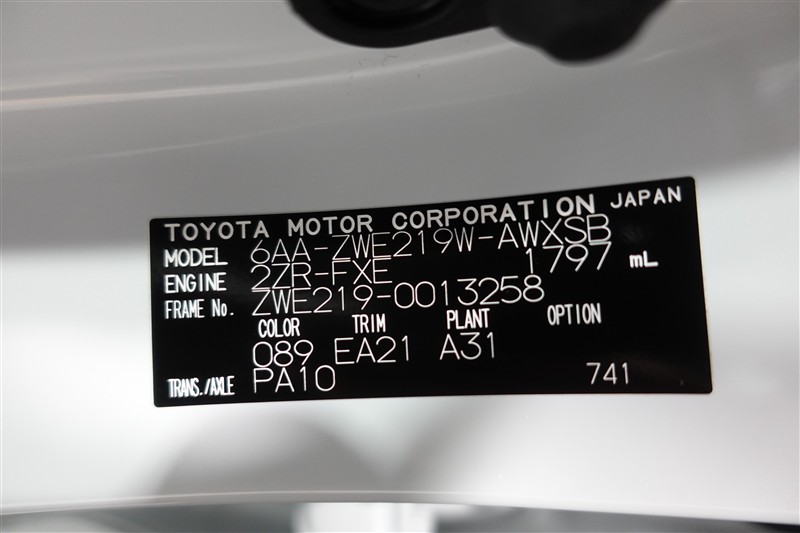 TOYOTA MOTOR CORPORATION JAPAN
MODEL 6AA-ZWE219W-AWXSB
ENGINE 2ZR-FXE 1797 mL
FRAME No. ZWE219-0013258
COLOR TRIM PLANT OPTION
089 EA21 A31
TRANS./AXLE PA10 741